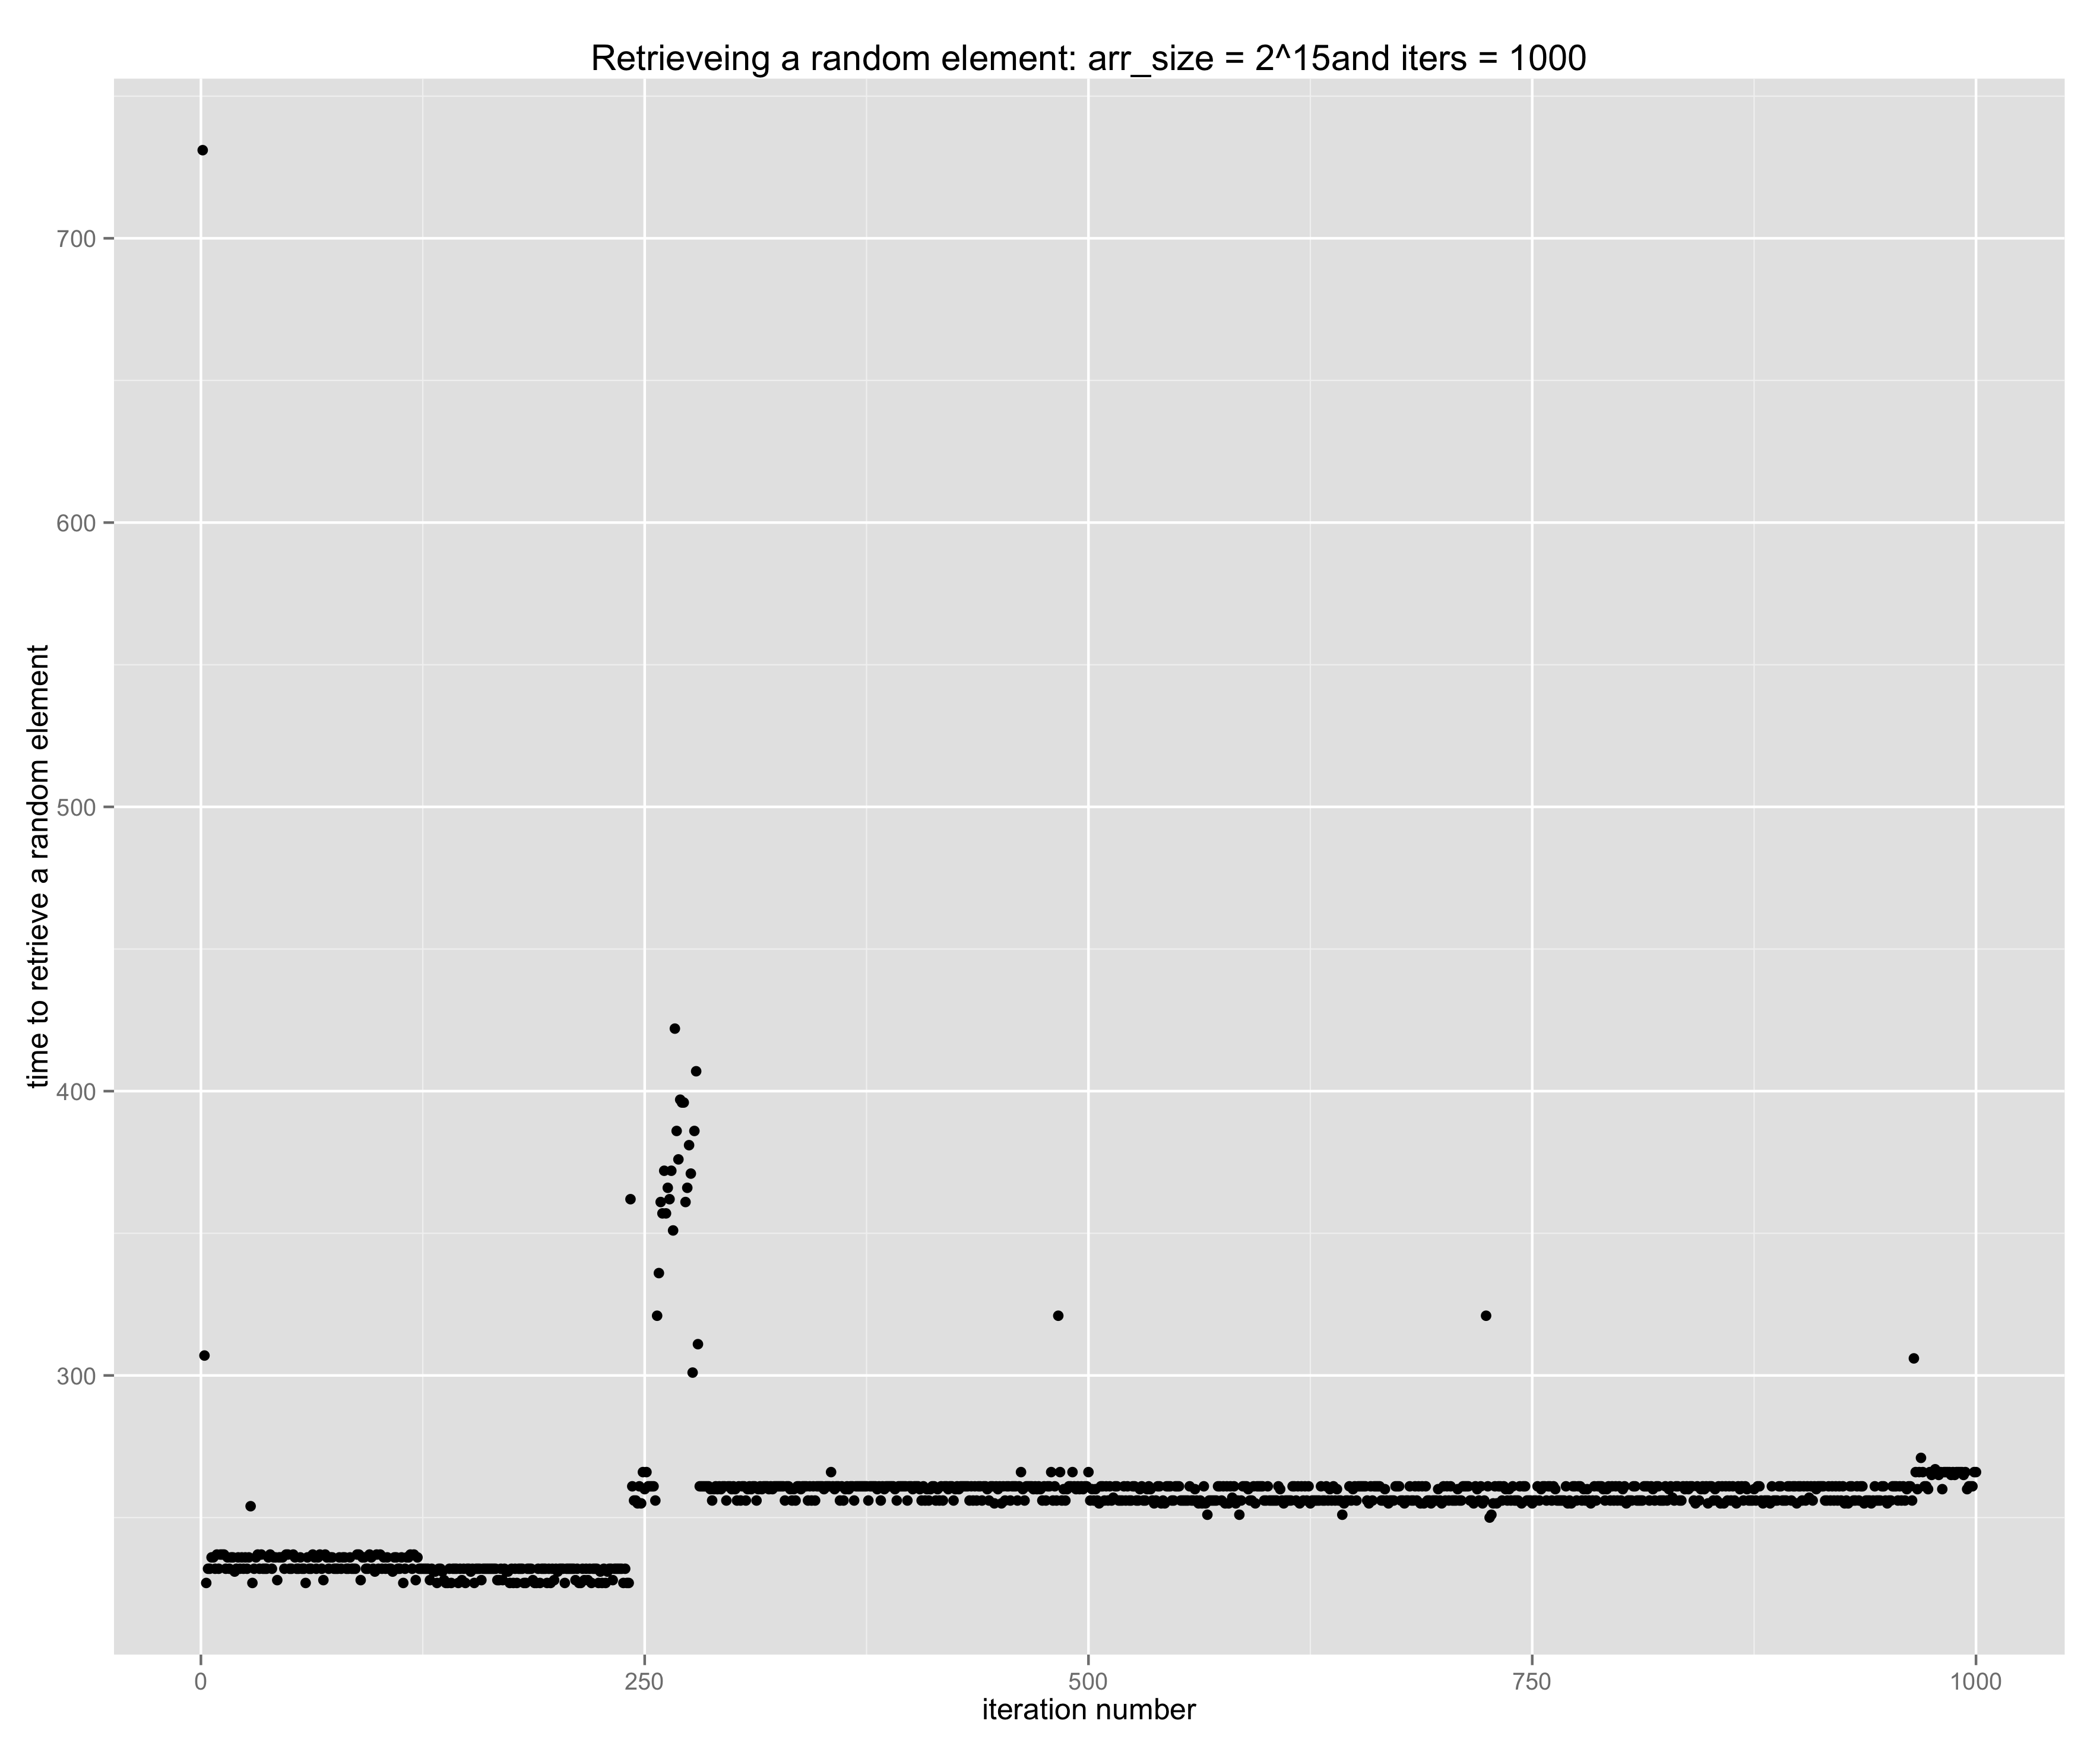 Retrieveing a random element: arr_size = 2^15and iters = 1000
700
600
500
400
300
time to retrieve a random element
0 250 500 750 1000
iteration number